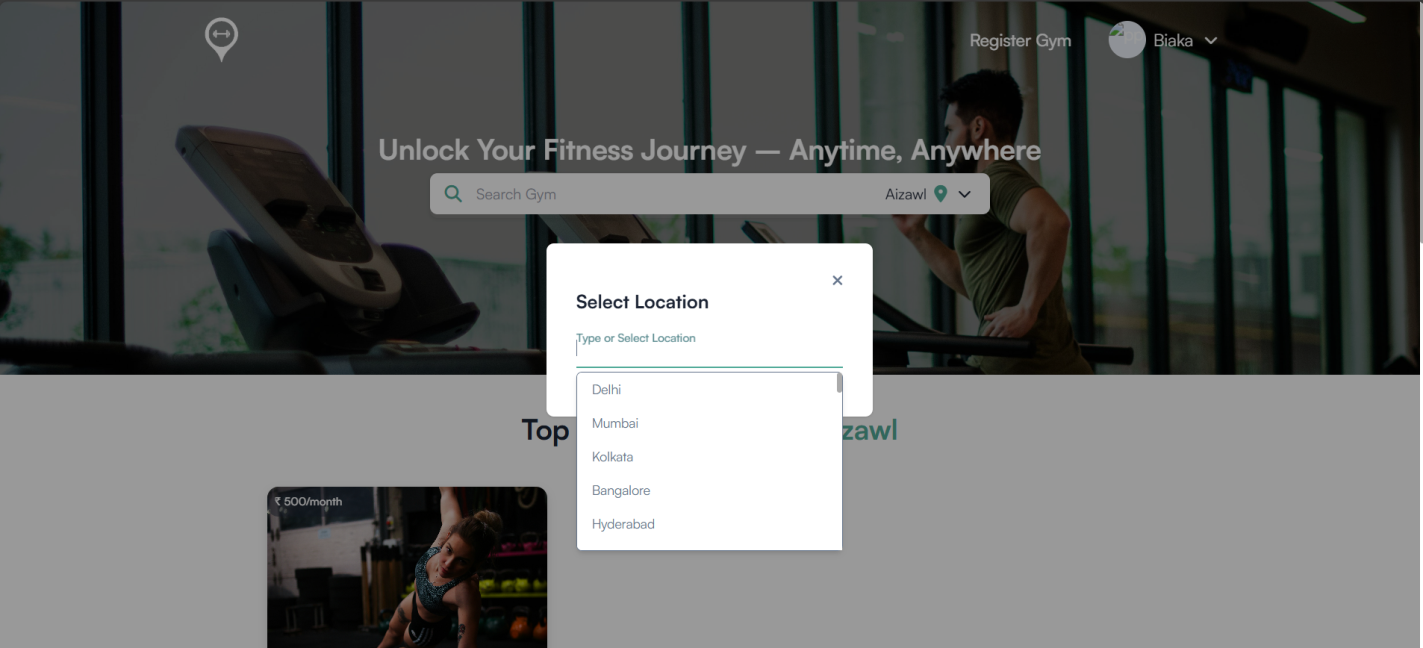 Register Gym
Biaka
Unlock Your Fitness Journey — Anytime, Anywhere
Search Gym
Aizawl
Select Location
Type or Select Location
Delhi
Mumbai
Kolkata
Bangalore
Hyderabad
Top
zawl
₹ 500/month